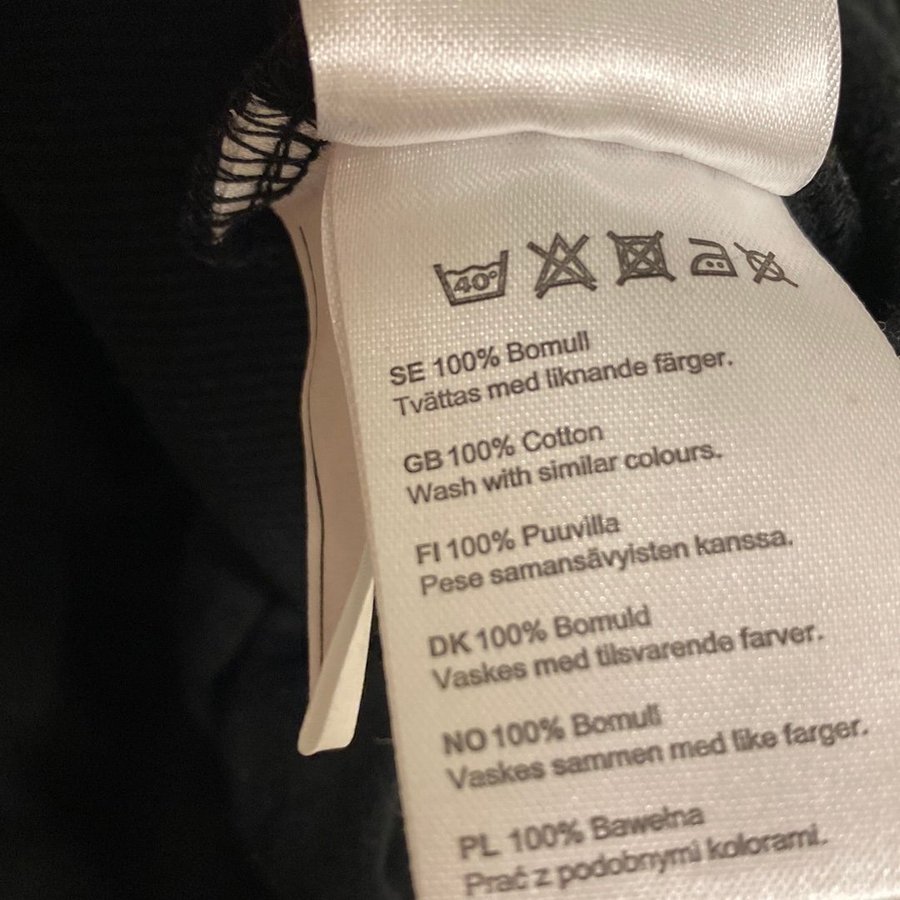 40°
SE 100% Bomull
Tvättas med liknande färger.
GB 100% Cotton
Wash with similar colours.
FI 100% Puuvilla
Pese samansävyisten kanssa.
DK 100% Bomuld
Vaskes med tilsvarende farver.
NO 100% Bomull
Vaskes sammen med like farger.
PL 100% Bawełna
Prać z podobnymi kolorami.